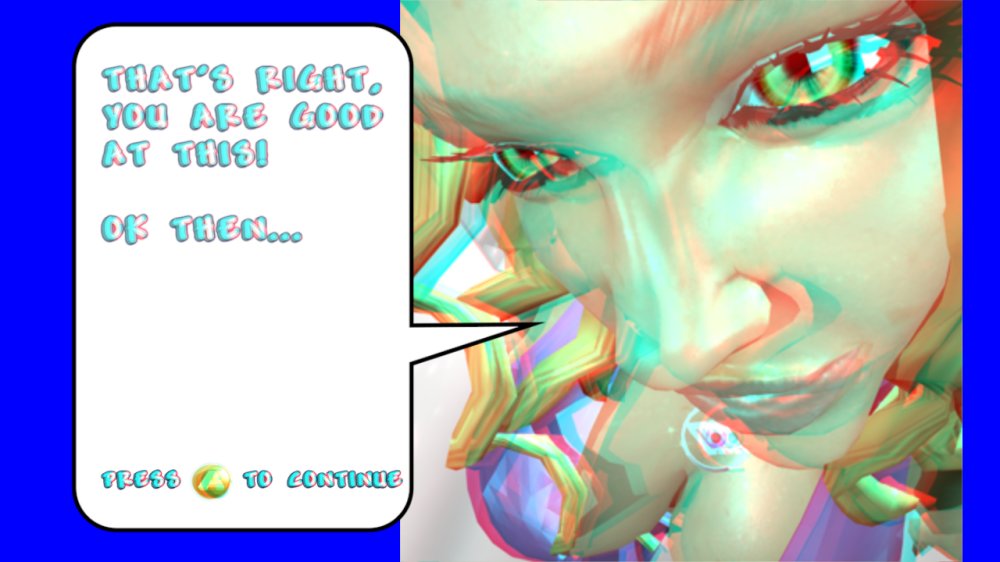 THAT'S RIGHT,
YOU ARE GOOD
AT THIS!
OK THEN...
PRESS A TO CONTINUE